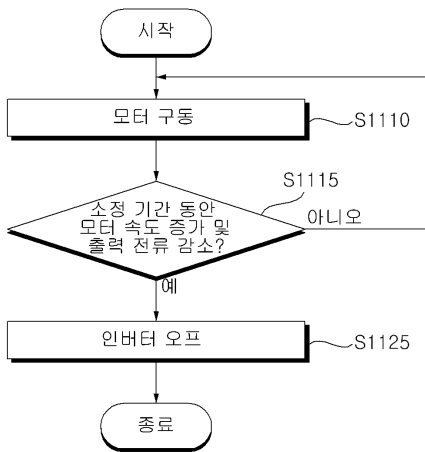 시작
모터 구동
S1110
S1115
소정 기간 동안
모터 속도 증가 및
출력 전류 감소?
아니오
예
인버터 오프
S1125
종료